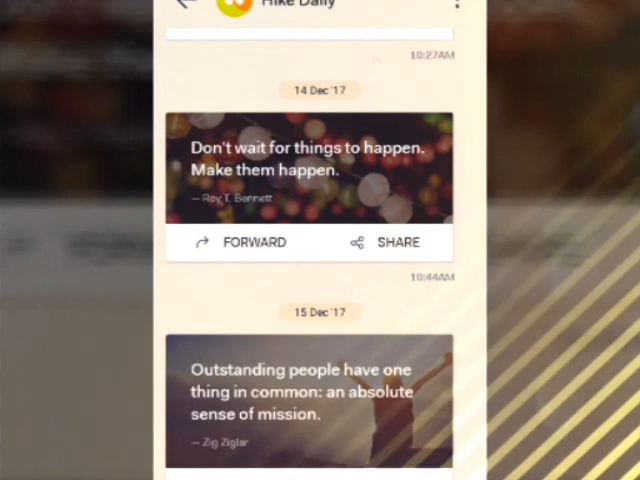 Hike Daily
10:27AM
14 Dec '17
Don't wait for things to happen.
Make them happen.
— Roy T. Bennett
FORWARD
SHARE
10:44AM
15 Dec '17
Outstanding people have one
thing in common: an absolute
sense of mission.
— Zig Ziglar